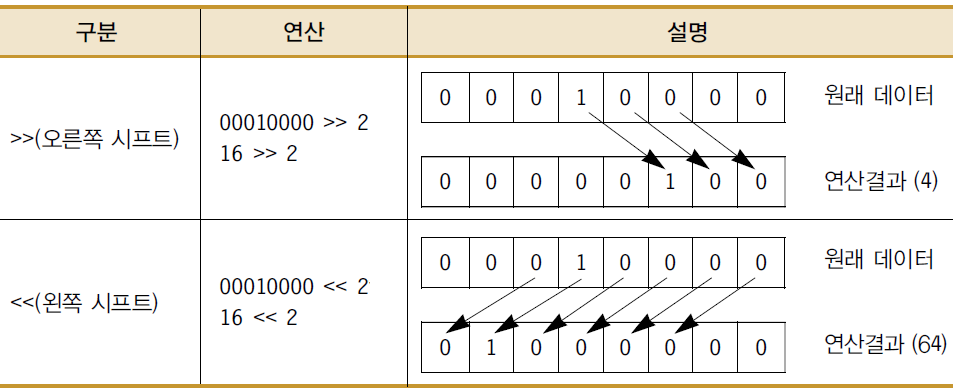 구분 연산 설명
>>(오른쪽 시프트)
00010000 >> 2
16 >> 2
0 0 0 1 0 0 0 0 원래 데이터
0 0 0 0 0 1 0 0 연산결과 (4)
<<(왼쪽 시프트)
00010000 << 2
16 << 2
0 0 0 1 0 0 0 0 원래 데이터
0 1 0 0 0 0 0 0 연산결과 (64)